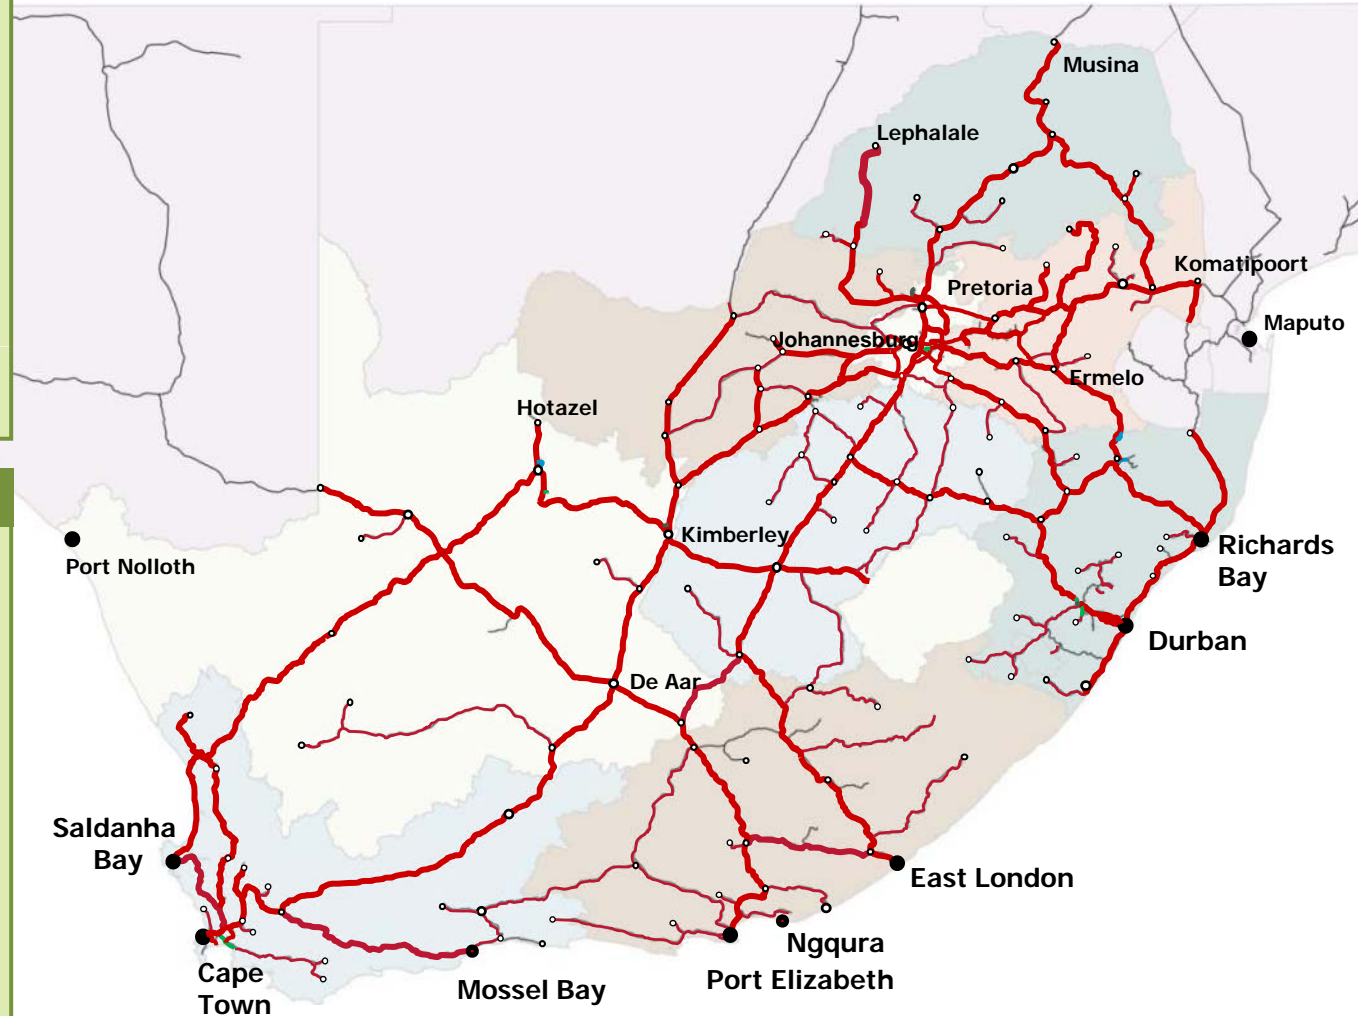 Musina
Lephalale
Komatipoort
Pretoria
Maputo
Johannesburg
Ermelo
Hotazel
Kimberley
Richards
Bay
Port Nolloth
Durban
De Aar
Saldanha
Bay
East London
Ngqura
Port Elizabeth
Cape
Town
Mossel Bay